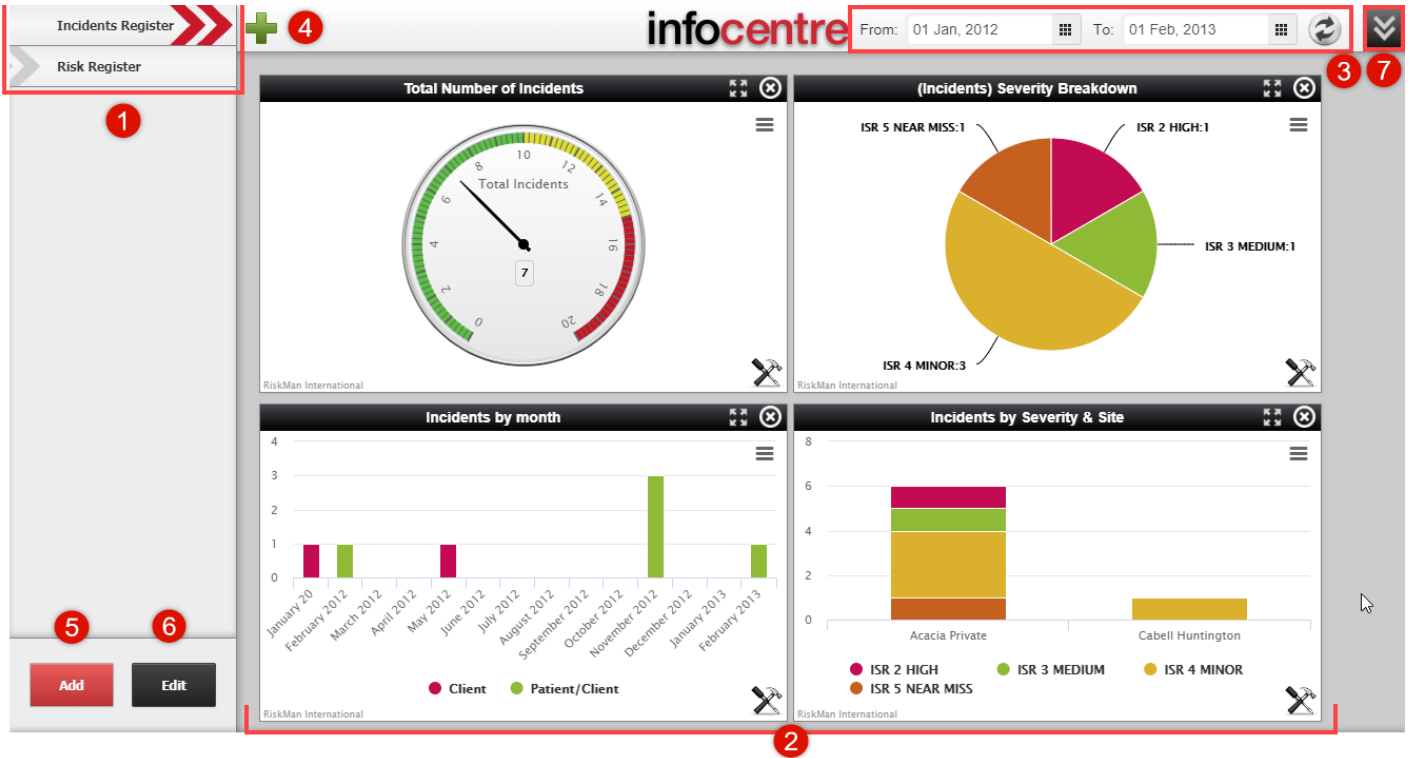 Incidents Register
4
infocentre
From: 01 Jan, 2012
To: 01 Feb, 2013
Risk Register
3
7
1
Total Number of Incidents
0
2
4
6
8
10
12
14
16
18
20
Total Incidents
7
RiskMan International
(Incidents) Severity Breakdown
ISR 5 NEAR MISS:1
ISR 2 HIGH:1
ISR 3 MEDIUM:1
ISR 4 MINOR:3
RiskMan International
Incidents by month
4
3
2
1
0
January 20
February 2012
March 2012
April 2012
May 2012
June 2012
July 2012
August 2012
September 2012
October 2012
November 2012
December 2012
January 2013
February 2013
Client
Patient/Client
RiskMan International
Incidents by Severity & Site
8
6
4
2
0
Acacia Private
Cabell Huntington
ISR 2 HIGH
ISR 3 MEDIUM
ISR 4 MINOR
ISR 5 NEAR MISS
RiskMan International
5
6
Add
Edit
2